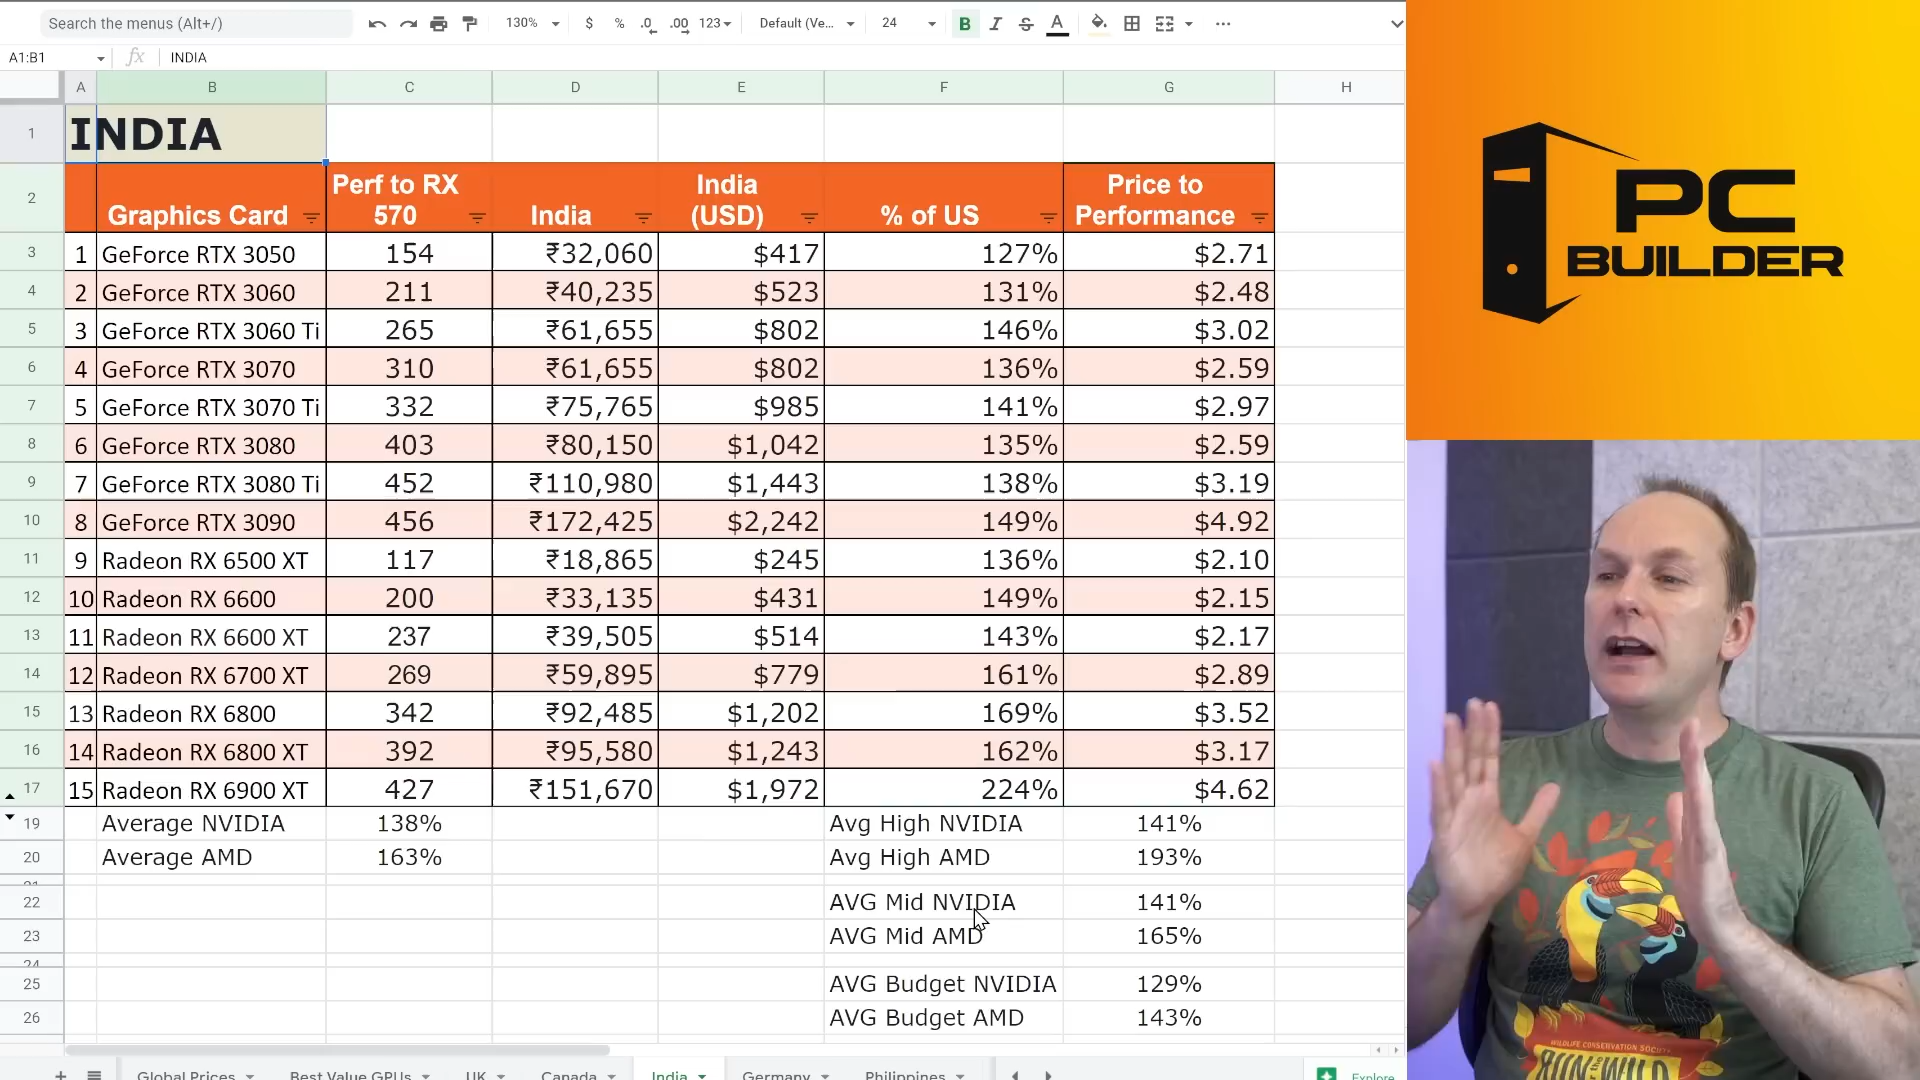 Search the menus (Alt+/)
130%
$
%
.0
.00
123
Default (Ve...
24
B
I
S
A
A1:B1
fx
INDIA
A B C D E F G H
1 INDIA
2 Graphics Card Perf to RX 570 India India (USD) % of US Price to Performance
3 1 GeForce RTX 3050 154 ₹32,060 $417 127% $2.71
4 2 GeForce RTX 3060 211 ₹40,235 $523 131% $2.48
5 3 GeForce RTX 3060 Ti 265 ₹61,655 $802 146% $3.02
6 4 GeForce RTX 3070 310 ₹61,655 $802 136% $2.59
7 5 GeForce RTX 3070 Ti 332 ₹75,765 $985 141% $2.97
8 6 GeForce RTX 3080 403 ₹80,150 $1,042 135% $2.59
9 7 GeForce RTX 3080 Ti 452 ₹110,980 $1,443 138% $3.19
10 8 GeForce RTX 3090 456 ₹172,425 $2,242 149% $4.92
11 9 Radeon RX 6500 XT 117 ₹18,865 $245 136% $2.10
12 10 Radeon RX 6600 200 ₹33,135 $431 149% $2.15
13 11 Radeon RX 6600 XT 237 ₹39,505 $514 143% $2.17
14 12 Radeon RX 6700 XT 269 ₹59,895 $779 161% $2.89
15 13 Radeon RX 6800 342 ₹92,485 $1,202 169% $3.52
16 14 Radeon RX 6800 XT 392 ₹95,580 $1,243 162% $3.17
17 15 Radeon RX 6900 XT 427 ₹151,670 $1,972 224% $4.62
19 Average NVIDIA 138% Avg High NVIDIA 141%
20 Average AMD 163% Avg High AMD 193%
22 AVG Mid NVIDIA 141%
23 AVG Mid AMD 165%
25 AVG Budget NVIDIA 129%
26 AVG Budget AMD 143%
Global Prices Best Value GPUs UK Canada India Germany Philippines Explore
PC
BUILDER
WILDLIFE CONSERVATION SOCIETY
RUN
WILD